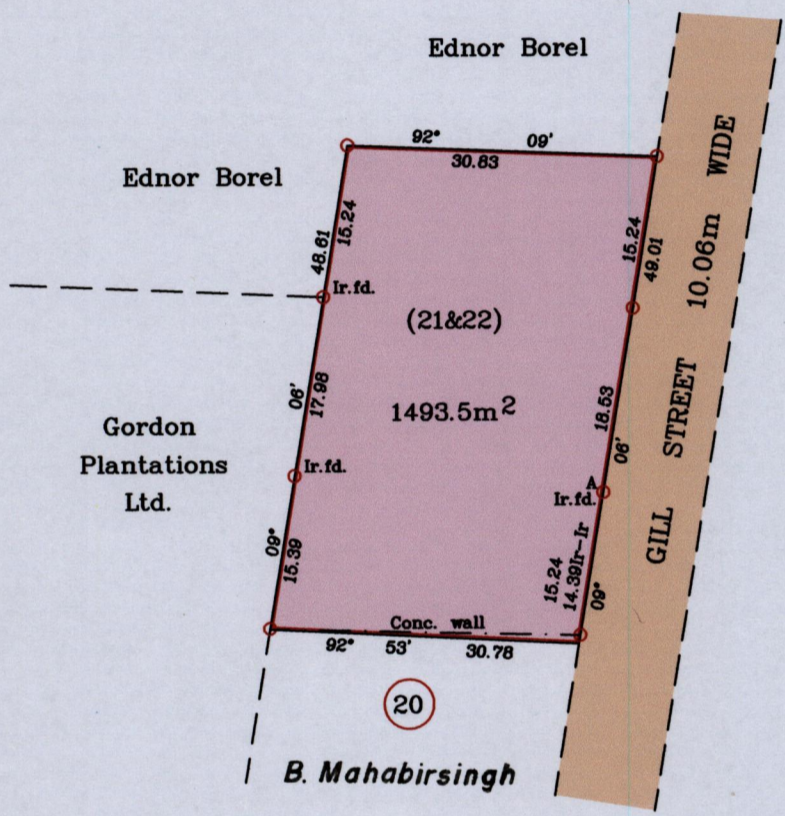 Ednor Borel
92° 09'
30.83
Ednor Borel
WIDE
15.24
48.61
15.24
49.01
10.06m
Ir.fd.
(21&22)
06'
17.98
1493.5m²
18.53
STREET
Gordon
Plantations
Ltd.
06'
Ir.fd.
A
Ir.fd.
GILL
09°
15.39
15.24
14.39Ir-Ir
09°
Conc. wall
92° 53' 30.78
20
B. Mahabirsingh